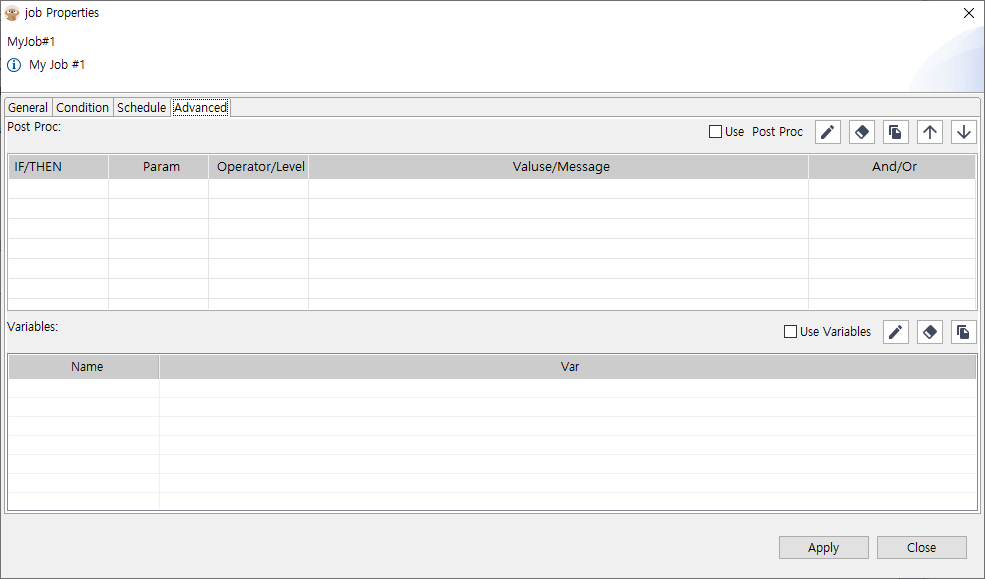 job Properties
MyJob#1
My Job #1
General Condition Schedule Advanced
Post Proc: Use Post Proc
IF/THEN Param Operator/Level Valuse/Message And/Or
Variables: Use Variables
Name Var
Apply Close